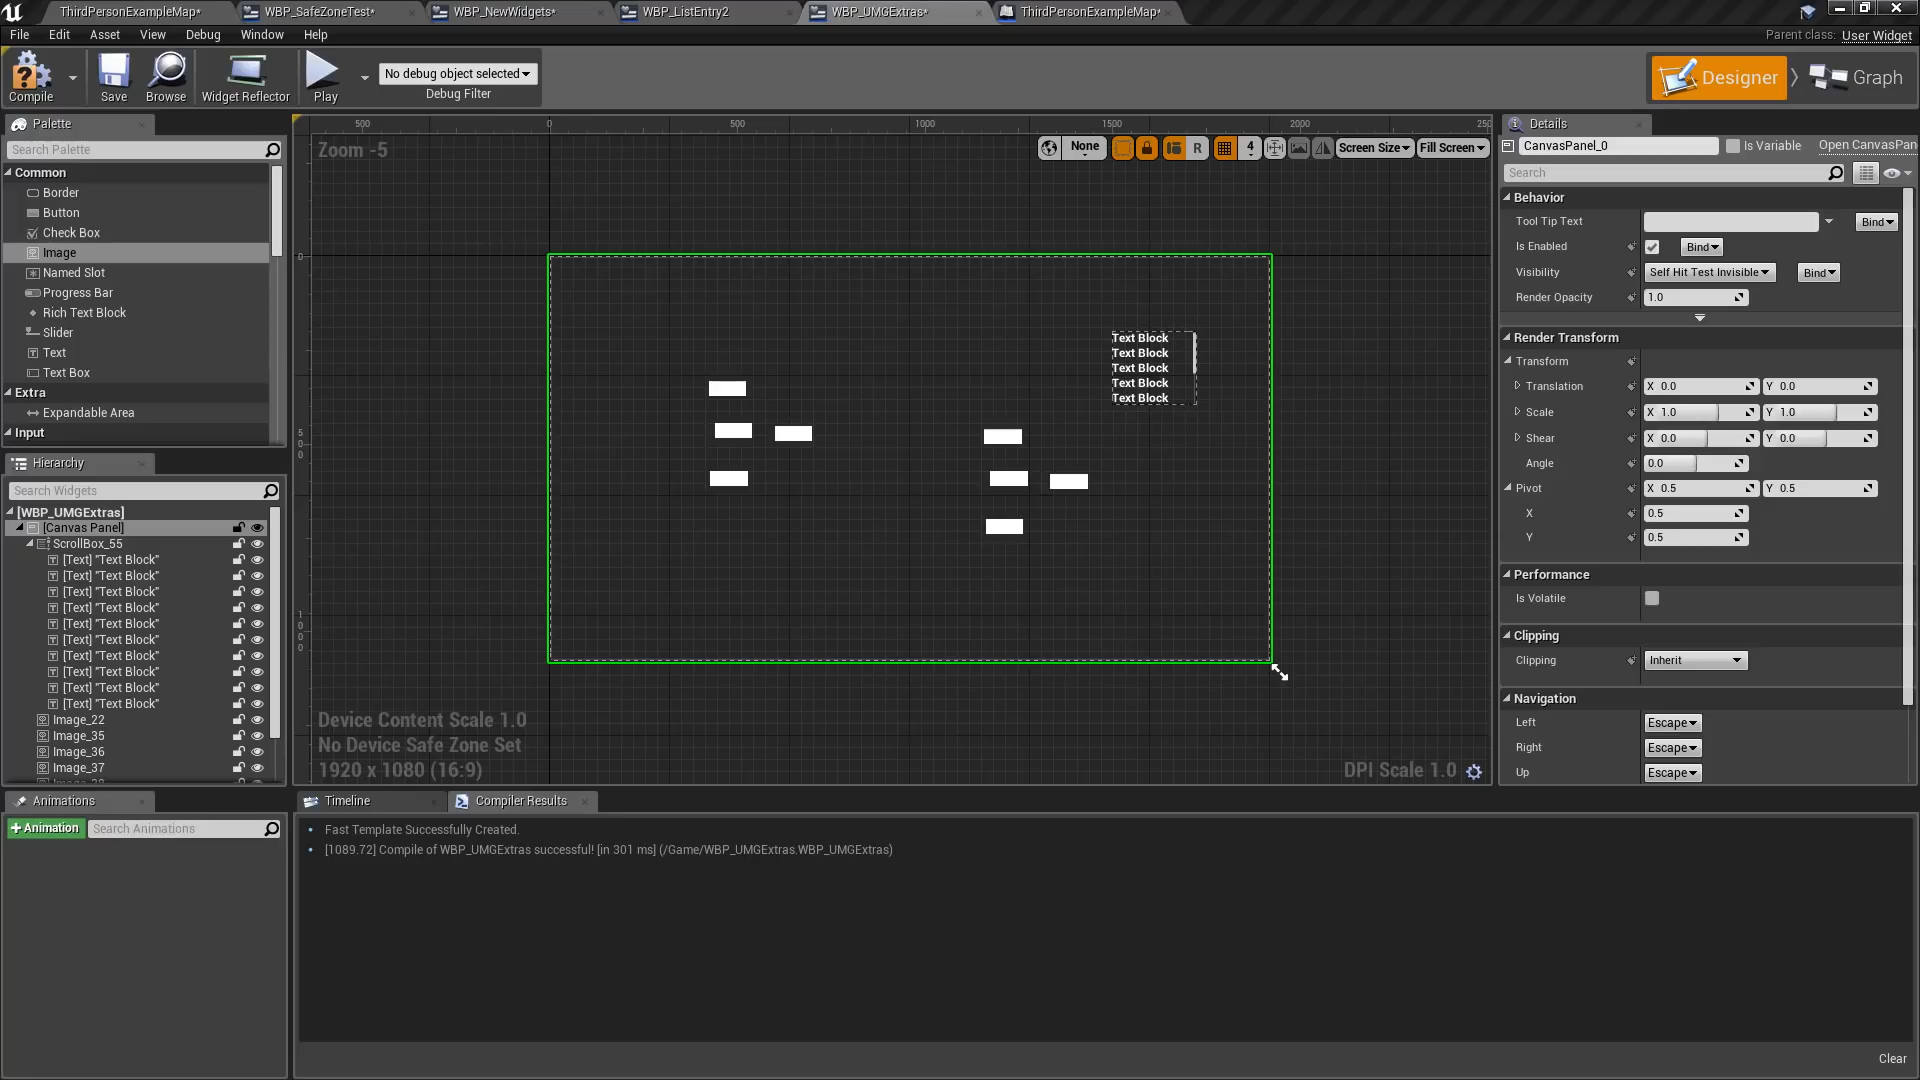 ThirdPersonExampleMap*
WBP_SafeZoneTest*
WBP_NewWidgets*
WBP_ListEntry2
WBP_UMGExtras*
ThirdPersonExampleMap*
File Edit Asset View Debug Window Help
Parent class: User Widget
Compile
Save
Browse
Widget Reflector
Play
No debug object selected
Debug Filter
Designer
Graph
Palette
Search Palette
Common
Border
Button
Check Box
Image
Named Slot
Progress Bar
Rich Text Block
Slider
Text
Text Box
Extra
Expandable Area
Input
Hierarchy
Search Widgets
[WBP_UMGExtras]
[Canvas Panel]
ScrollBox_55
[Text] "Text Block"
[Text] "Text Block"
[Text] "Text Block"
[Text] "Text Block"
[Text] "Text Block"
[Text] "Text Block"
[Text] "Text Block"
[Text] "Text Block"
[Text] "Text Block"
[Text] "Text Block"
Image_22
Image_35
Image_36
Image_37
Animations
+Animation
Search Animations
500 0 500 1000 1500 2000 250
Zoom -5
None
R
4
Screen Size
Fill Screen
0
500
1000
Text Block
Text Block
Text Block
Text Block
Text Block
Device Content Scale 1.0
No Device Safe Zone Set
1920 x 1080 (16:9)
DPI Scale 1.0
Timeline
Compiler Results
• Fast Template Successfully Created.
• [1089.72] Compile of WBP_UMGExtras successful! [in 301 ms] (/Game/WBP_UMGExtras.WBP_UMGExtras)
Clear
Details
CanvasPanel_0
Is Variable
Open CanvasPan
Search
Behavior
Tool Tip Text
Bind
Is Enabled
Bind
Visibility
Self Hit Test Invisible
Bind
Render Opacity
1.0
Render Transform
Transform
Translation X 0.0 Y 0.0
Scale X 1.0 Y 1.0
Shear X 0.0 Y 0.0
Angle 0.0
Pivot X 0.5 Y 0.5
X 0.5
Y 0.5
Performance
Is Volatile
Clipping
Clipping Inherit
Navigation
Left Escape
Right Escape
Up Escape